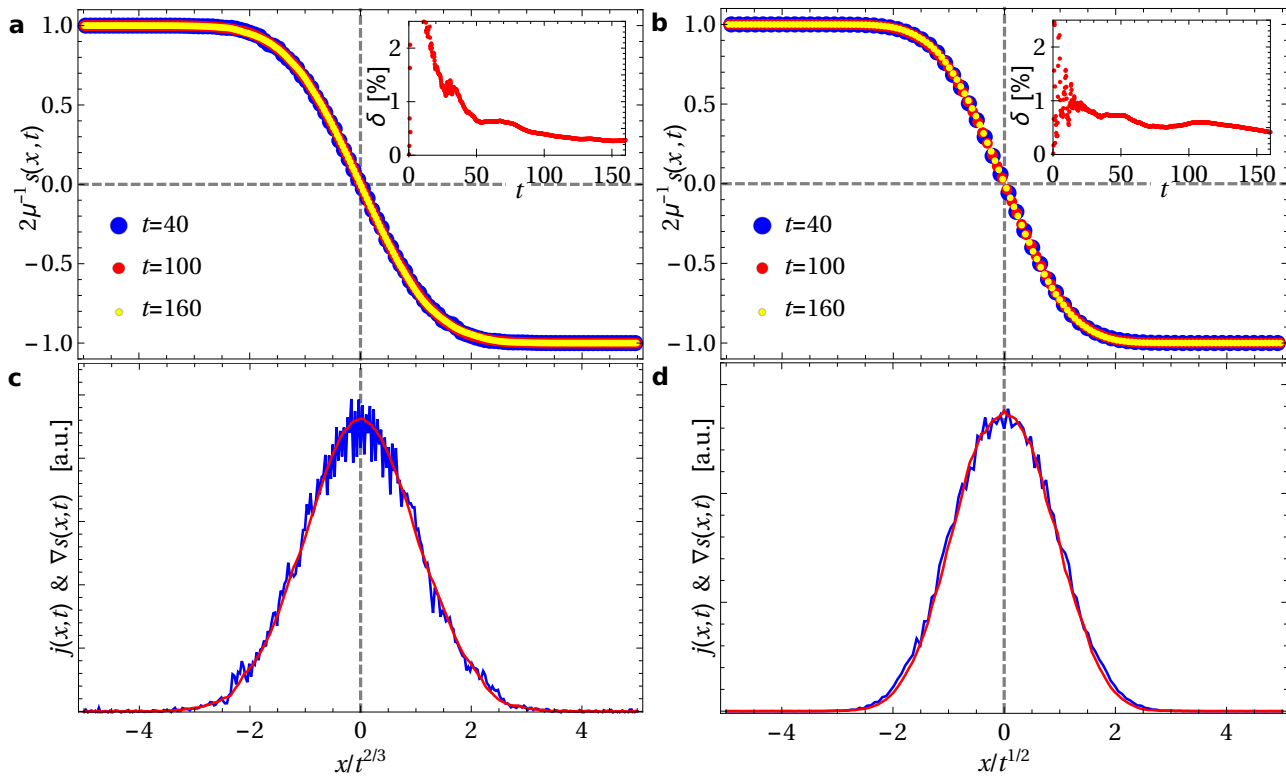 a
2μ⁻¹ s(x,t)
1.0
0.5
0.0
−0.5
−1.0
t=40
t=100
t=160
δ [%]
2
1
0
0
50
100
150
t
b
2μ⁻¹ s(x,t)
1.0
0.5
0.0
−0.5
−1.0
t=40
t=100
t=160
δ [%]
2
1
0
0
50
100
150
t
c
j(x,t) & ∇s(x,t) [a.u.]
−4
−2
0
2
4
x/t^{2/3}
d
j(x,t) & ∇s(x,t) [a.u.]
−4
−2
0
2
4
x/t^{1/2}